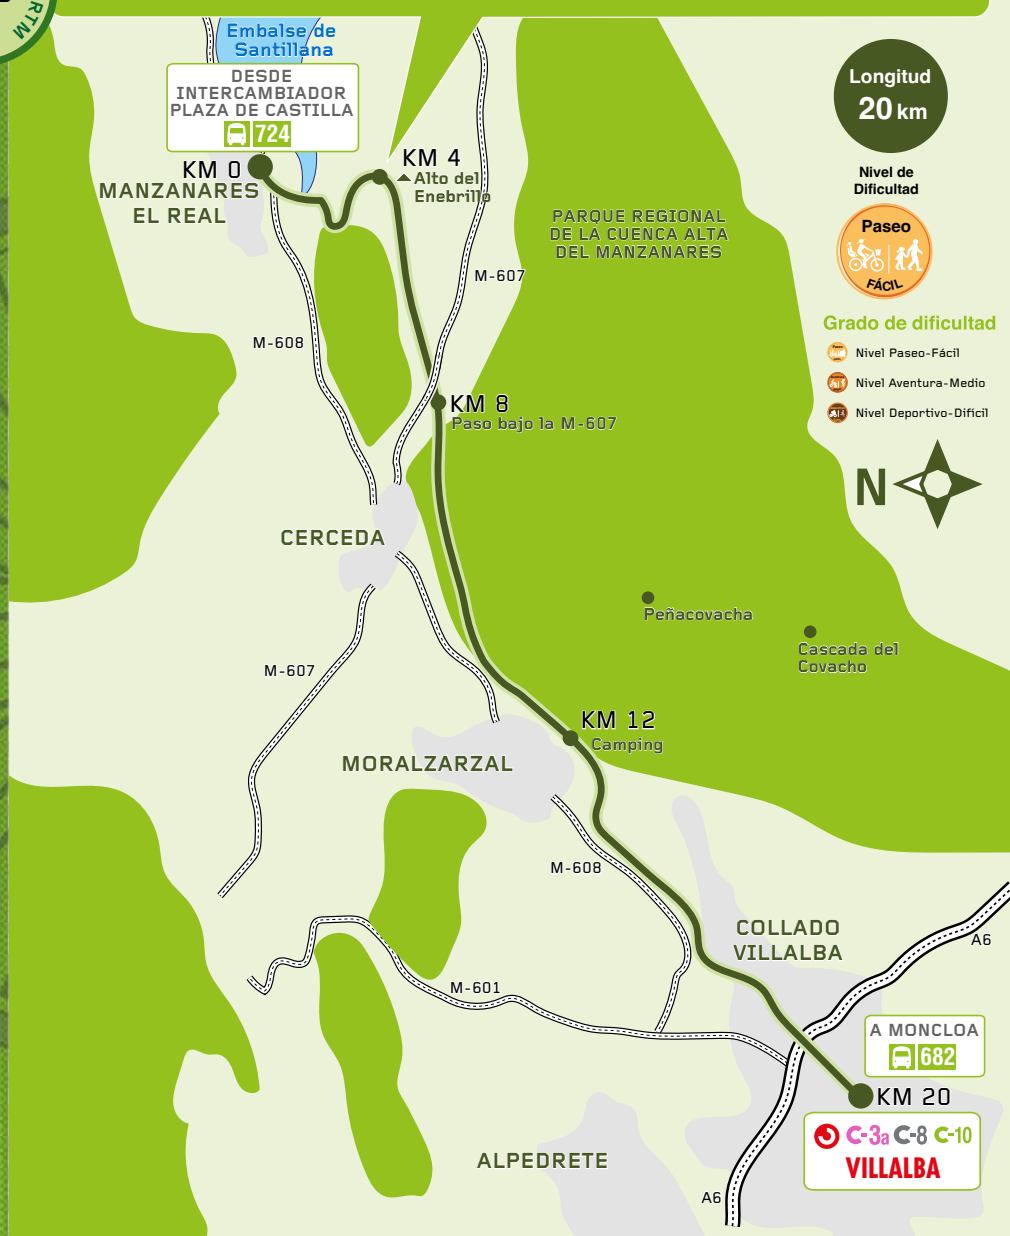 RTM
Embalse de
Santillana
DESDE
INTERCAMBIADOR
PLAZA DE CASTILLA
724
KM 0
MANZANARES
EL REAL
KM 4
Alto del
Enebrillo
M-607
M-608
PARQUE REGIONAL
DE LA CUENCA ALTA
DEL MANZANARES
Longitud
20 km
Nivel de
Dificultad
Paseo
FÁCIL
Grado de dificultad
Nivel Paseo-Fácil
Nivel Aventura-Medio
Nivel Deportivo-Difícil
N
KM 8
Paso bajo la M-607
CERCEDA
Peñacovacha
Cascada del
Covacho
M-607
KM 12
Camping
MORALZARZAL
M-608
COLLADO
VILLALBA
A6
M-601
A MONCLOA
682
KM 20
C-3a C-8 C-10
VILLALBA
ALPEDRETE
A6